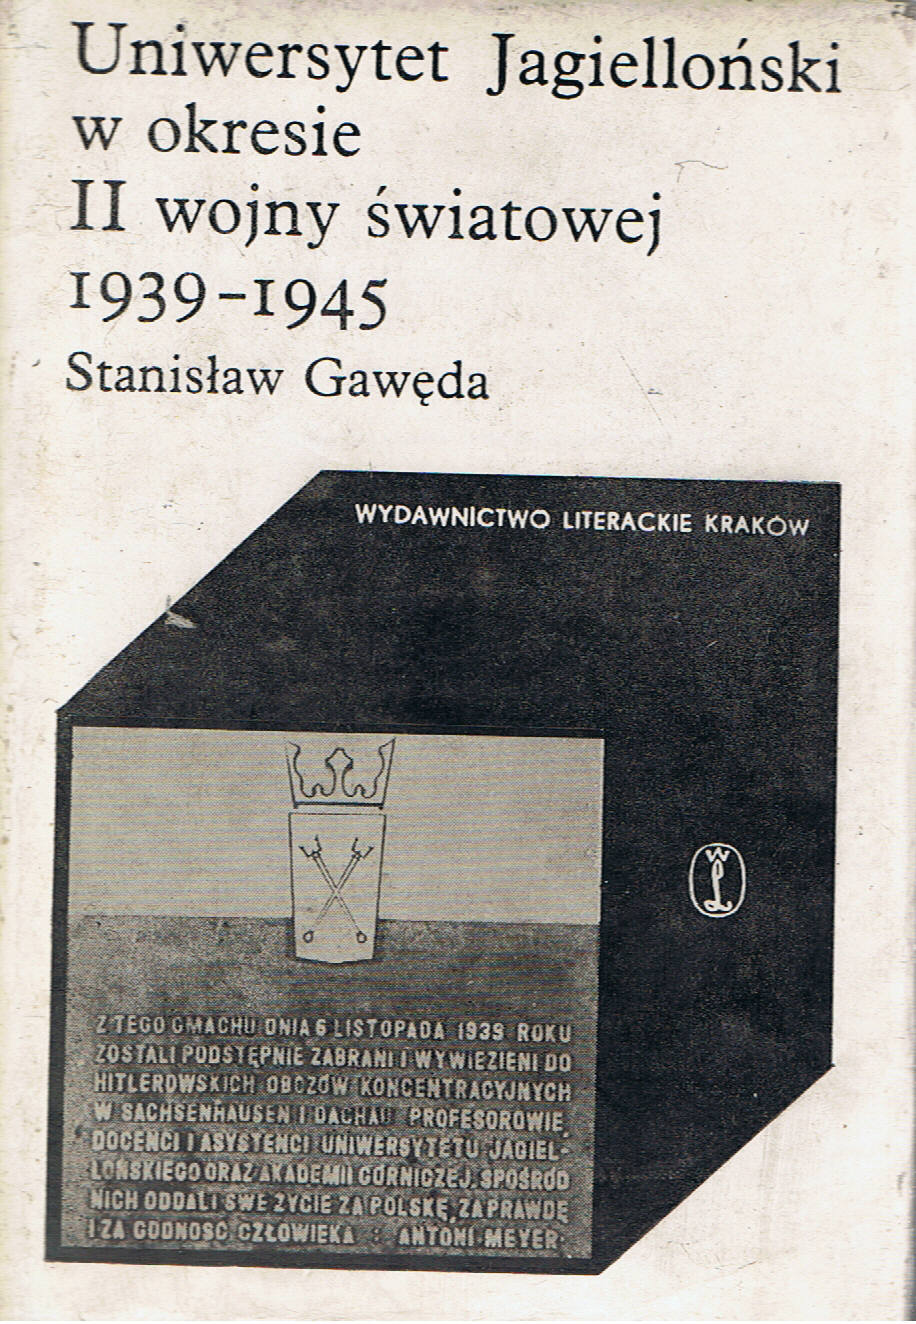 Uniwersytet Jagielloński
w okresie
II wojny światowej
1939-1945
Stanisław Gawęda
WYDAWNICTWO LITERACKIE KRAKÓW
WL
Z TEGO GMACHU DNIA 6 LISTOPADA 1939 ROKU
ZOSTALI PODSTĘPNIE ZABRANI I WYWIEZIENI DO
HITLEROWSKICH OBOZÓW KONCENTRACYJNYCH
W SACHSENHAUSEN I DACHAU PROFESOROWIE,
DOCENCI I ASYSTENCI UNIWERSYTETU JAGIEL-
LOŃSKIEGO ORAZ AKADEMII GÓRNICZEJ. SPOŚRÓD
NICH ODDALI SWE ŻYCIE ZA POLSKĘ, ZA PRAWDĘ
I ZA GODNOŚĆ CZŁOWIEKA : ANTONI MEYER